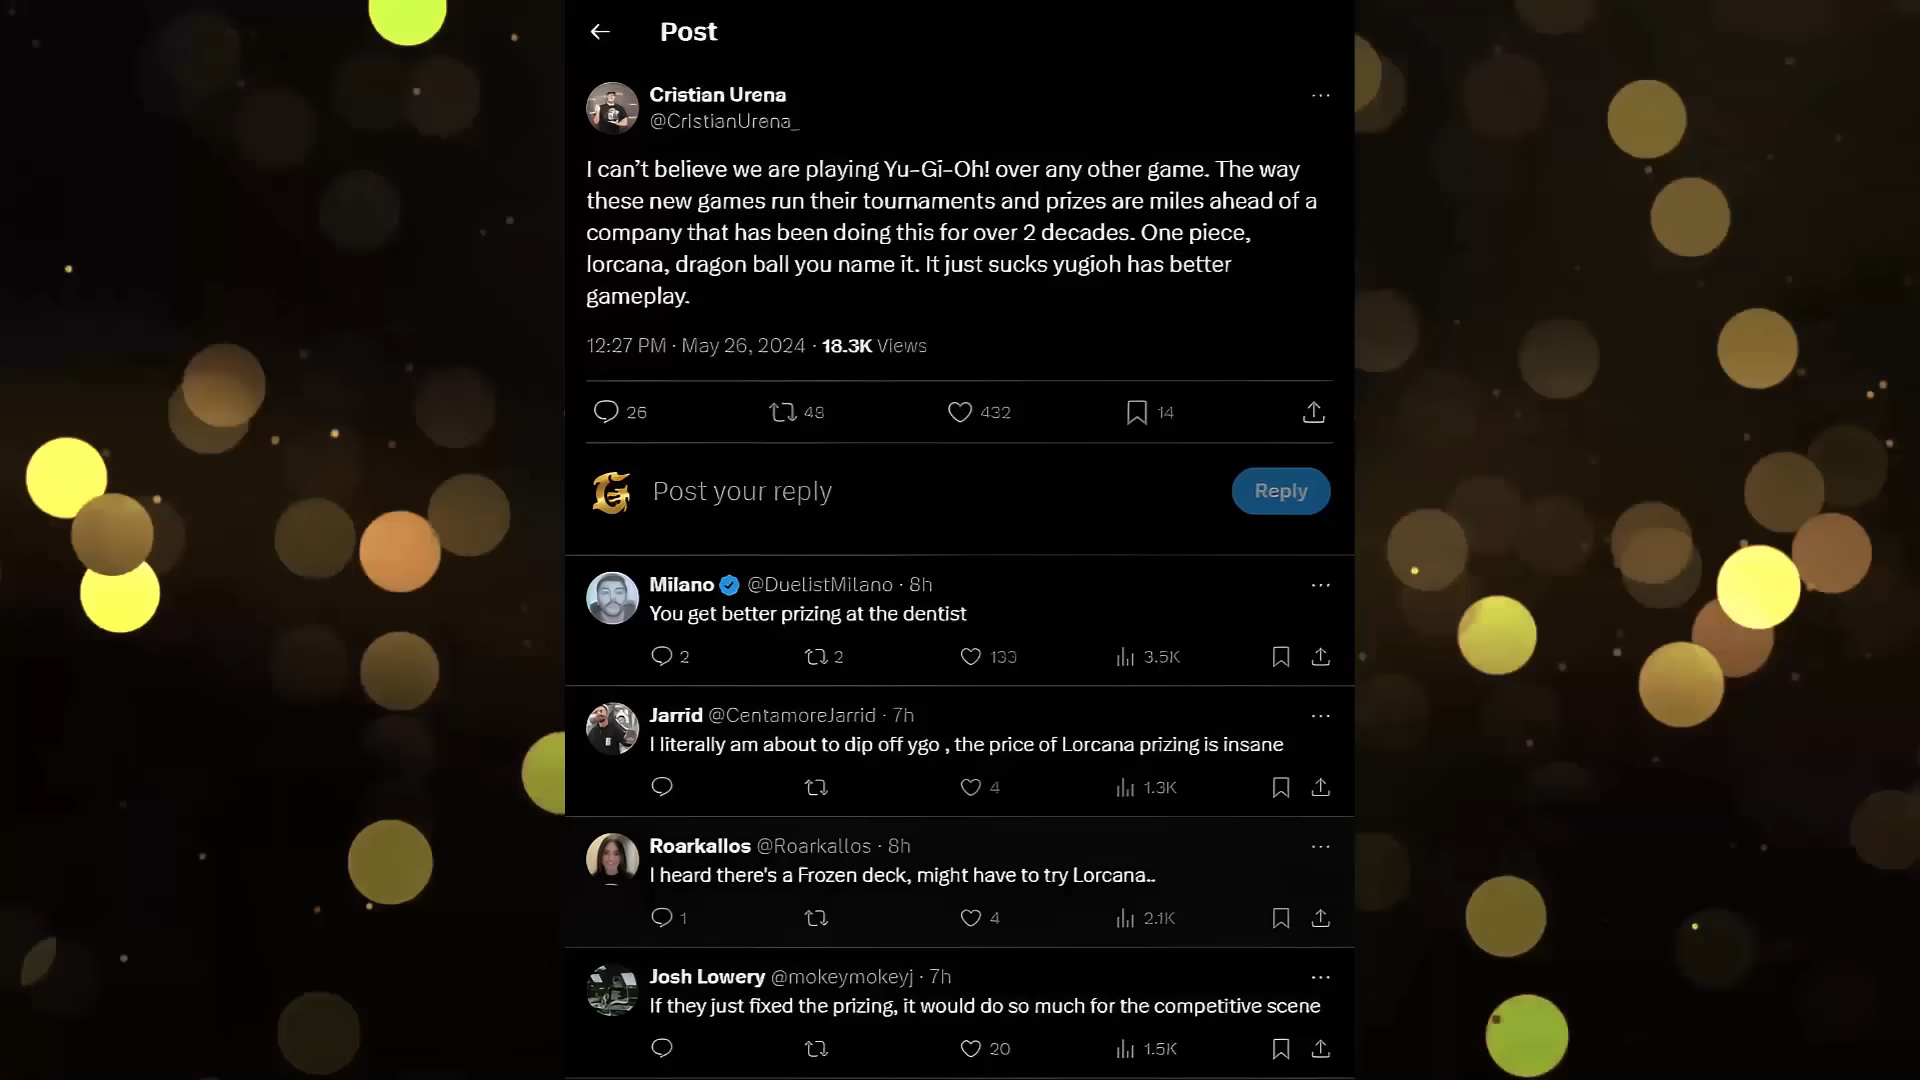 Post
Cristian Urena
@CristianUrena_
I can't believe we are playing Yu-Gi-Oh! over any other game. The way
these new games run their tournaments and prizes are miles ahead of a
company that has been doing this for over 2 decades. One piece,
lorcana, dragon ball you name it. It just sucks yugioh has better
gameplay.
12:27 PM · May 26, 2024 · 18.3K Views
26 48 432 14
Post your reply Reply
Milano @DuelistMilano · 8h
You get better prizing at the dentist
2 2 133 3.5K
Jarrid @CentamoreJarrid · 7h
I literally am about to dip off ygo , the price of Lorcana prizing is insane
4 1.3K
Roarkallos @Roarkallos · 8h
I heard there's a Frozen deck, might have to try Lorcana..
1 4 2.1K
Josh Lowery @mokeymokeyj · 7h
If they just fixed the prizing, it would do so much for the competitive scene
20 1.5K